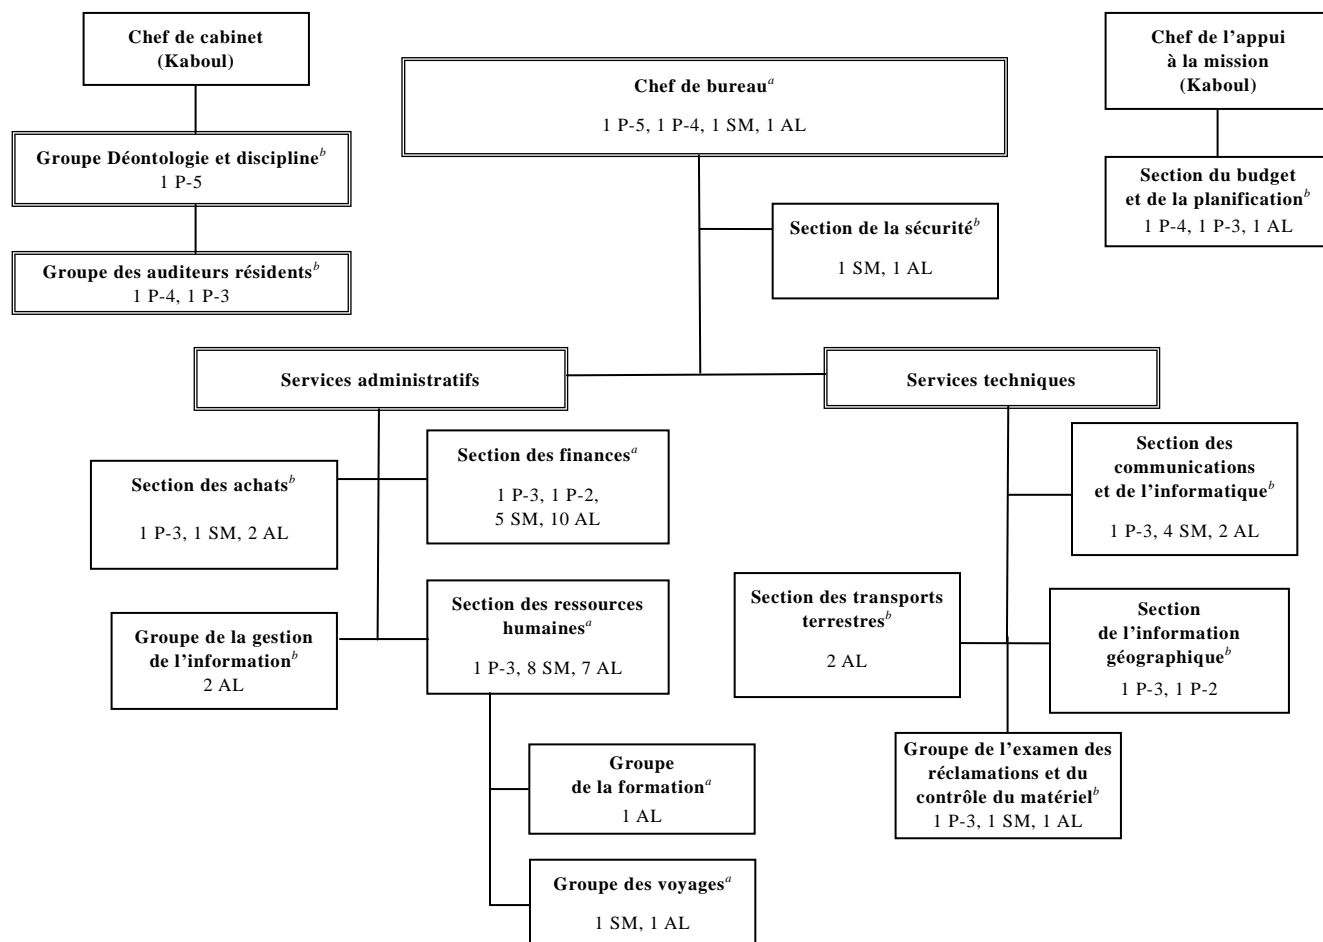 Chef de cabinet
(Kaboul)
Groupe Déontologie et discipline^b
1 P-5
Groupe des auditeurs résidents^b
1 P-4, 1 P-3
Chef de bureau^a
1 P-5, 1 P-4, 1 SM, 1 AL
Section de la sécurité^b
1 SM, 1 AL
Chef de l’appui
à la mission
(Kaboul)
Section du budget
et de la planification^b
1 P-4, 1 P-3, 1 AL
Services administratifs
Services techniques
Section des achats^b
1 P-3, 1 SM, 2 AL
Section des finances^a
1 P-3, 1 P-2,
5 SM, 10 AL
Groupe de la gestion
de l’information^b
2 AL
Section des ressources
humaines^a
1 P-3, 8 SM, 7 AL
Groupe
de la formation^a
1 AL
Groupe des voyages^a
1 SM, 1 AL
Section des
communications
et de l’informatique^b
1 P-3, 4 SM, 2 AL
Section des transports
terrestres^b
2 AL
Section
de l’information
géographique^b
1 P-3, 1 P-2
Groupe de l’examen des
réclamations et du
contrôle du matériel^b
1 P-3, 1 SM, 1 AL